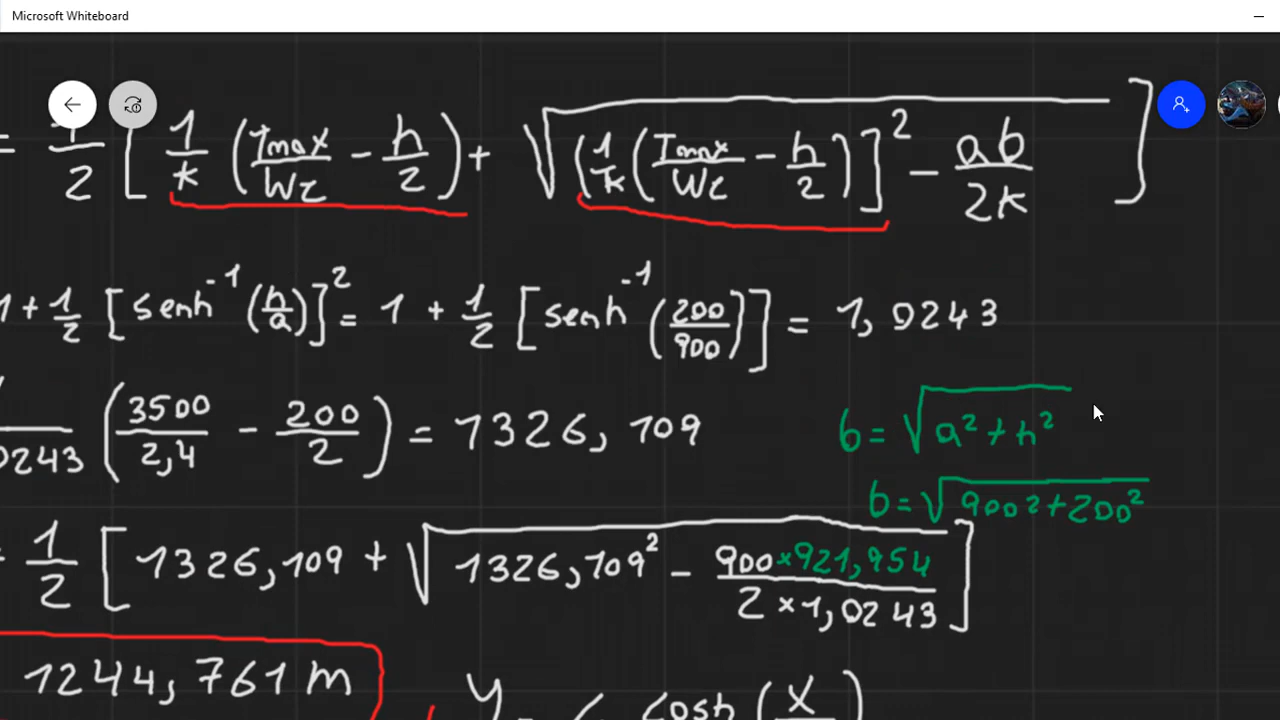 Microsoft Whiteboard
= 1/2 [ 1/k (Tmax/Wc - h/2) + √([1/k (Tmax/Wc - h/2)]² - ab/2k) ]
1 + 1/2 [senh⁻¹ (h/a)]² = 1 + 1/2 [senh⁻¹ (200/900)] = 1,0243
0243 (3500/2,4 - 200/2) = 1326,109
b = √(a² + h²)
b = √(900² + 200²)
1/2 [1326,109 + √(1326,109² - 900×921,954/2×1,0243)]
1244,761 m
cosh (x